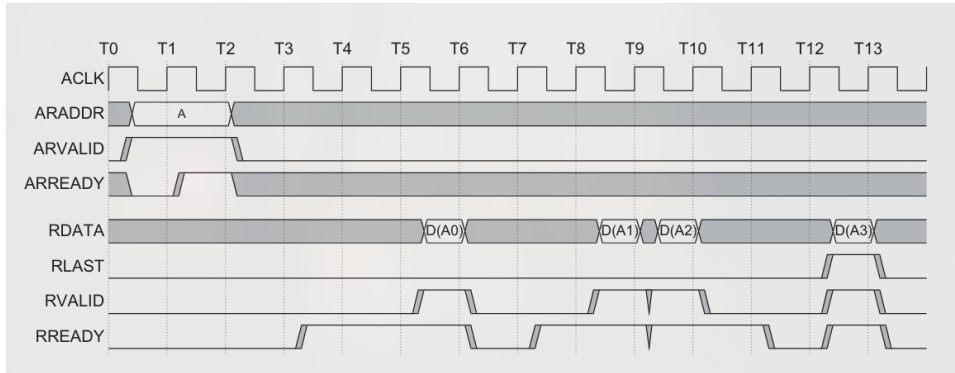 T0 T1 T2 T3 T4 T5 T6 T7 T8 T9 T10 T11 T12 T13
ACLK
ARADDR A
ARVALID
ARREADY
RDATA D(A0) D(A1) D(A2) D(A3)
RLAST
RVALID
RREADY